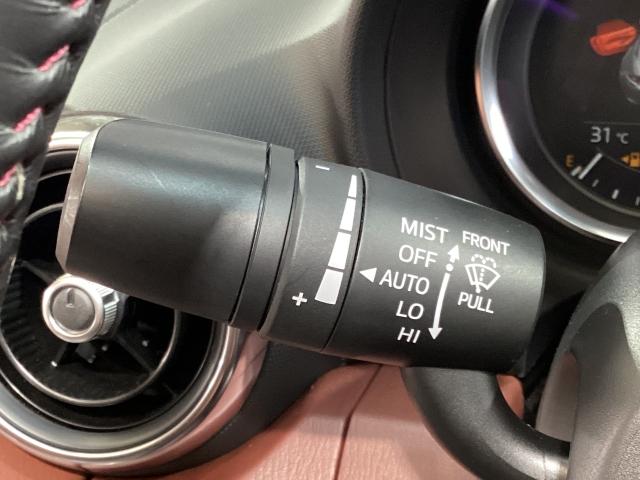 31℃
E
−
+
MIST FRONT
OFF
AUTO
PULL
LO
HI